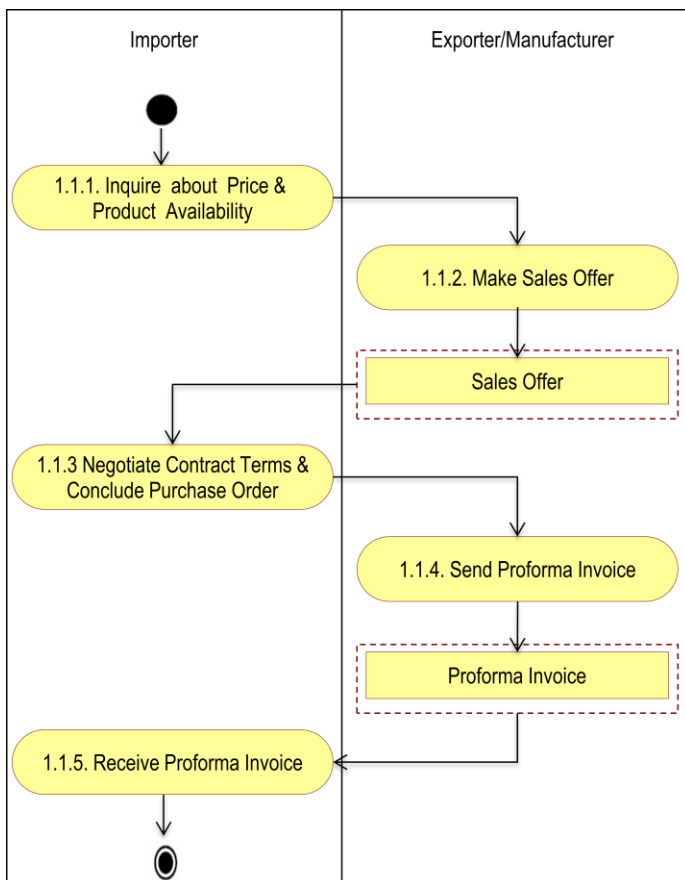 Importer
Exporter/Manufacturer
1.1.1. Inquire about Price &
Product Availability
1.1.2. Make Sales Offer
Sales Offer
1.1.3 Negotiate Contract Terms &
Conclude Purchase Order
1.1.4. Send Proforma Invoice
Proforma Invoice
1.1.5. Receive Proforma Invoice